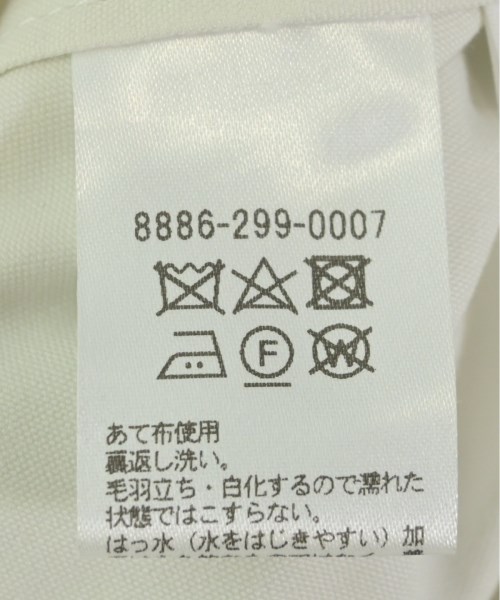 8886-299-0007
F
W
あて布使用
裏返し洗い。
毛羽立ち・白化するので濡れた
状態ではこすらない。
はっ水（水をはじきやすい）加